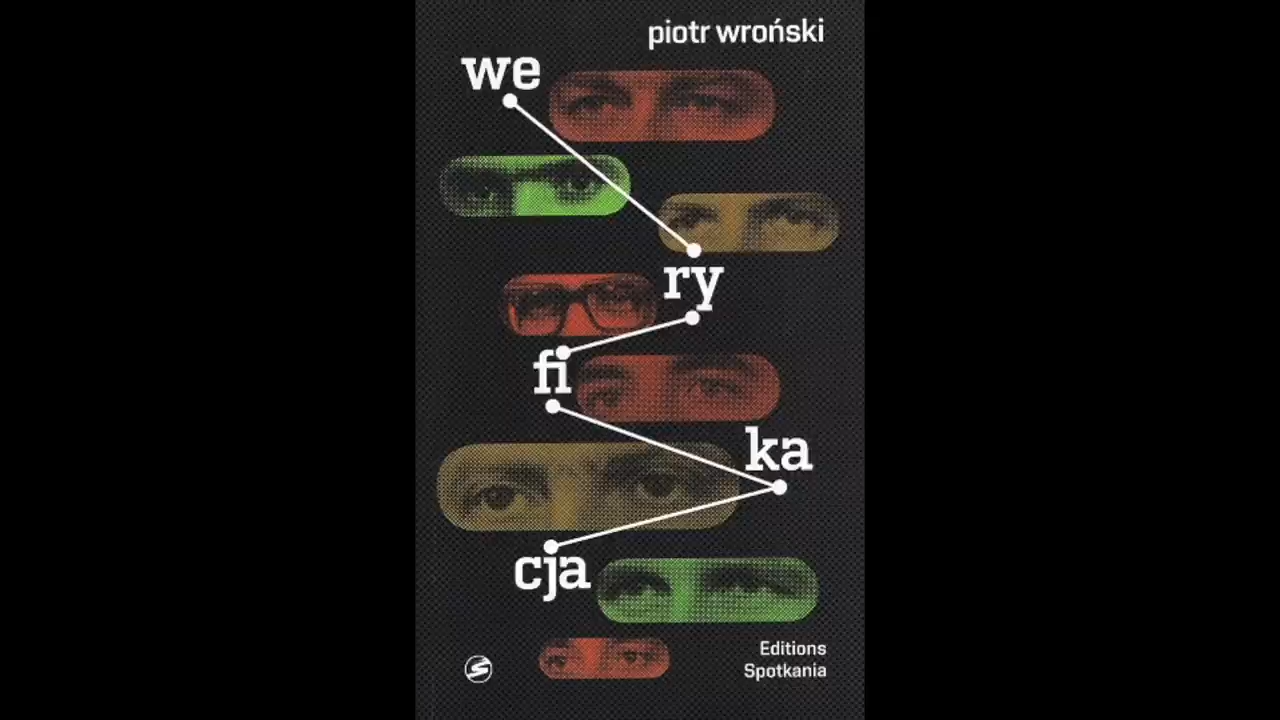 piotr wroński
we
ry
fi
ka
cja
Editions
Spotkania